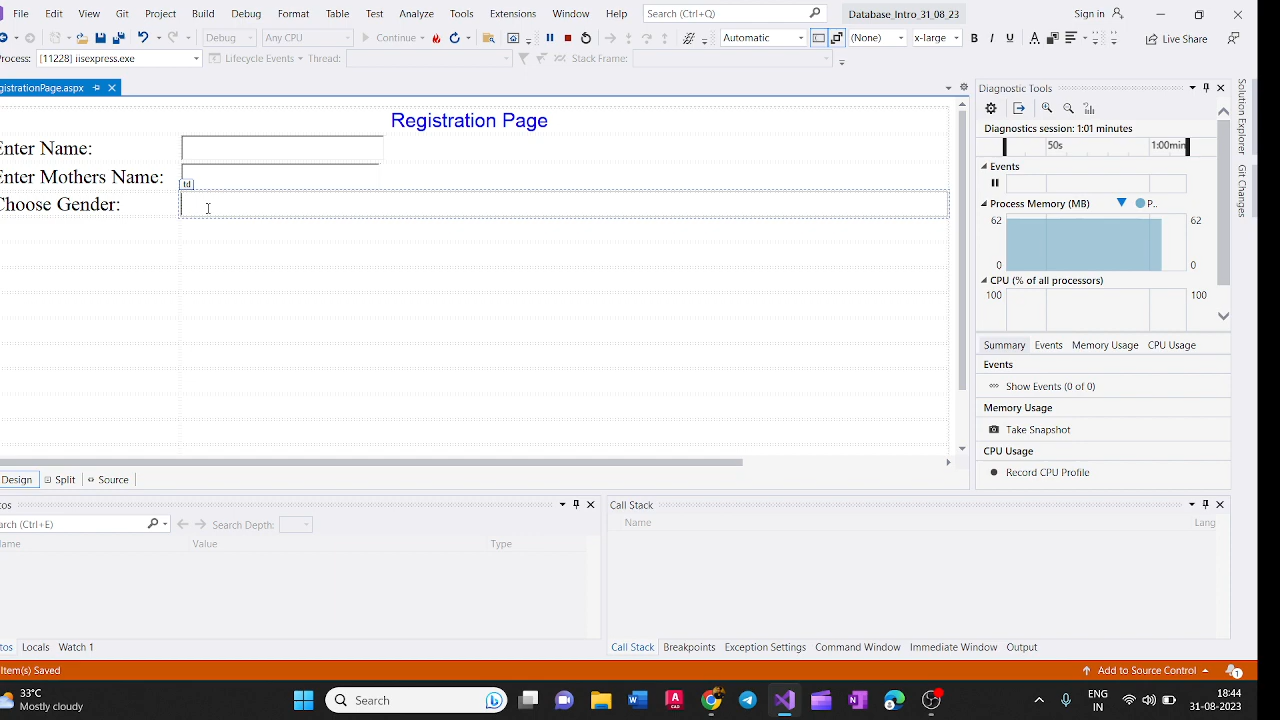 File Edit View Git Project Build Debug Format Table Test Analyze Tools Extensions Window Help Search (Ctrl+Q) Database_Intro_31_08_23 Sign in
Debug Any CPU Continue Automatic (None) x-large B I U A Live Share
rocess: [11228] iisexpress.exe Lifecycle Events Thread: Stack Frame:
gistrationPage.aspx
Registration Page
Enter Name:
Enter Mothers Name:
td
Choose Gender:
Design Split Source
Diagnostic Tools
Diagnostics session: 1:01 minutes
50s 1:00min
Events
Process Memory (MB) P..
62 62
0 0
CPU (% of all processors)
100 100
Summary Events Memory Usage CPU Usage
Events
Show Events (0 of 0)
Memory Usage
Take Snapshot
CPU Usage
Record CPU Profile
Solution Explorer
Git Changes
tos
arch (Ctrl+E) Search Depth:
ame Value Type
tos Locals Watch 1
Call Stack
Name Lang
Call Stack Breakpoints Exception Settings Command Window Immediate Window Output
Item(s) Saved Add to Source Control 1
33°C
Mostly cloudy
Search
ENG
IN
18:44
31-08-2023